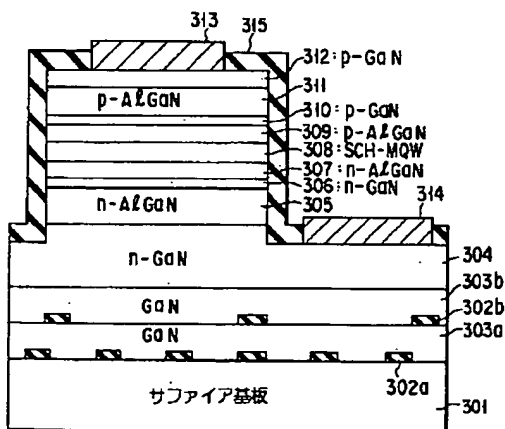 313
315
312:p-GaN
311
p-AlGaN
310:p-GaN
309:p-AlGaN
308:SCH-MQW
307:n-AlGaN
306:n-GaN
305
n-AlGaN
314
n-GaN
304
303b
GaN
302b
GaN
303a
302a
サファイア基板
301